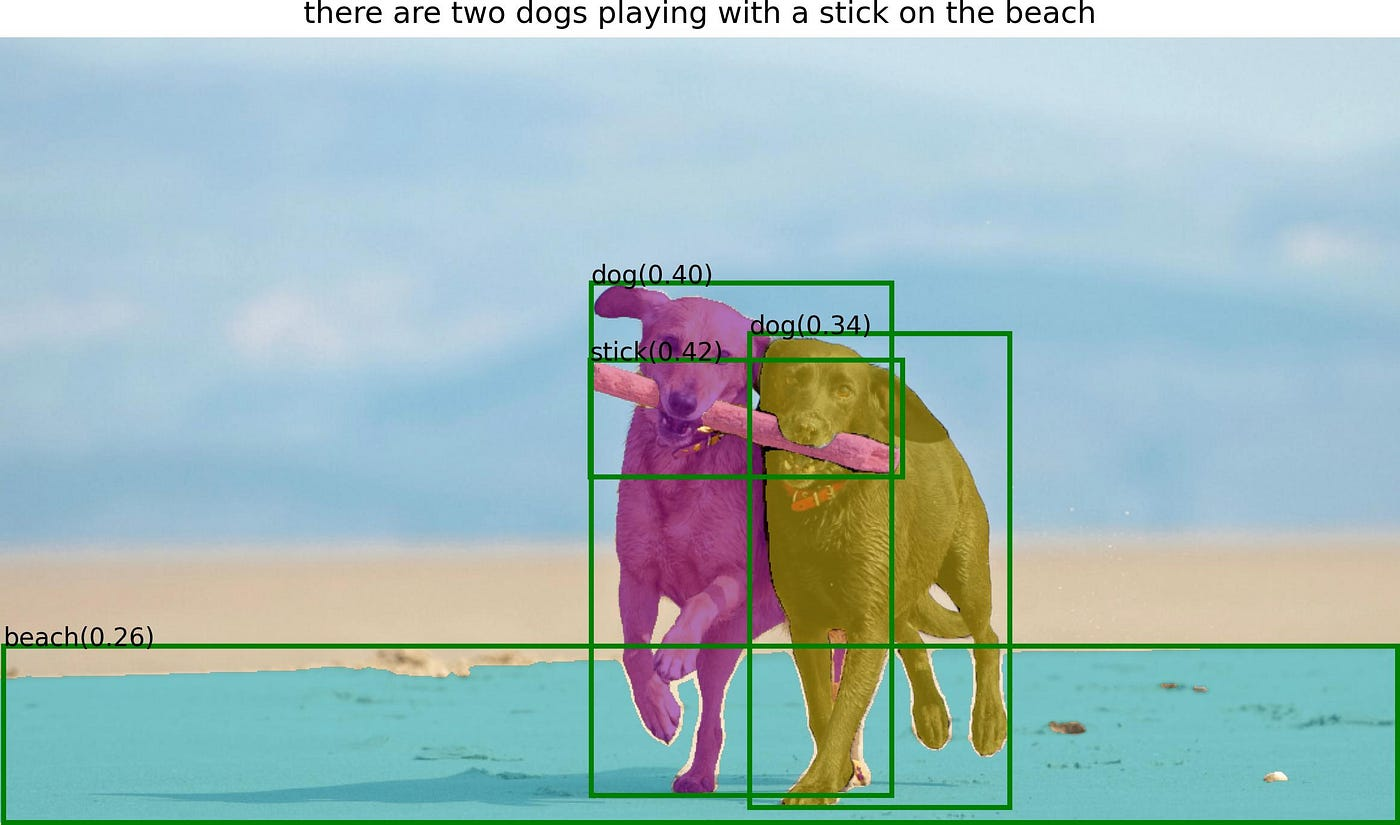 there are two dogs playing with a stick on the beach
dog(0.40)
dog(0.34)
stick(0.42)
beach(0.26)